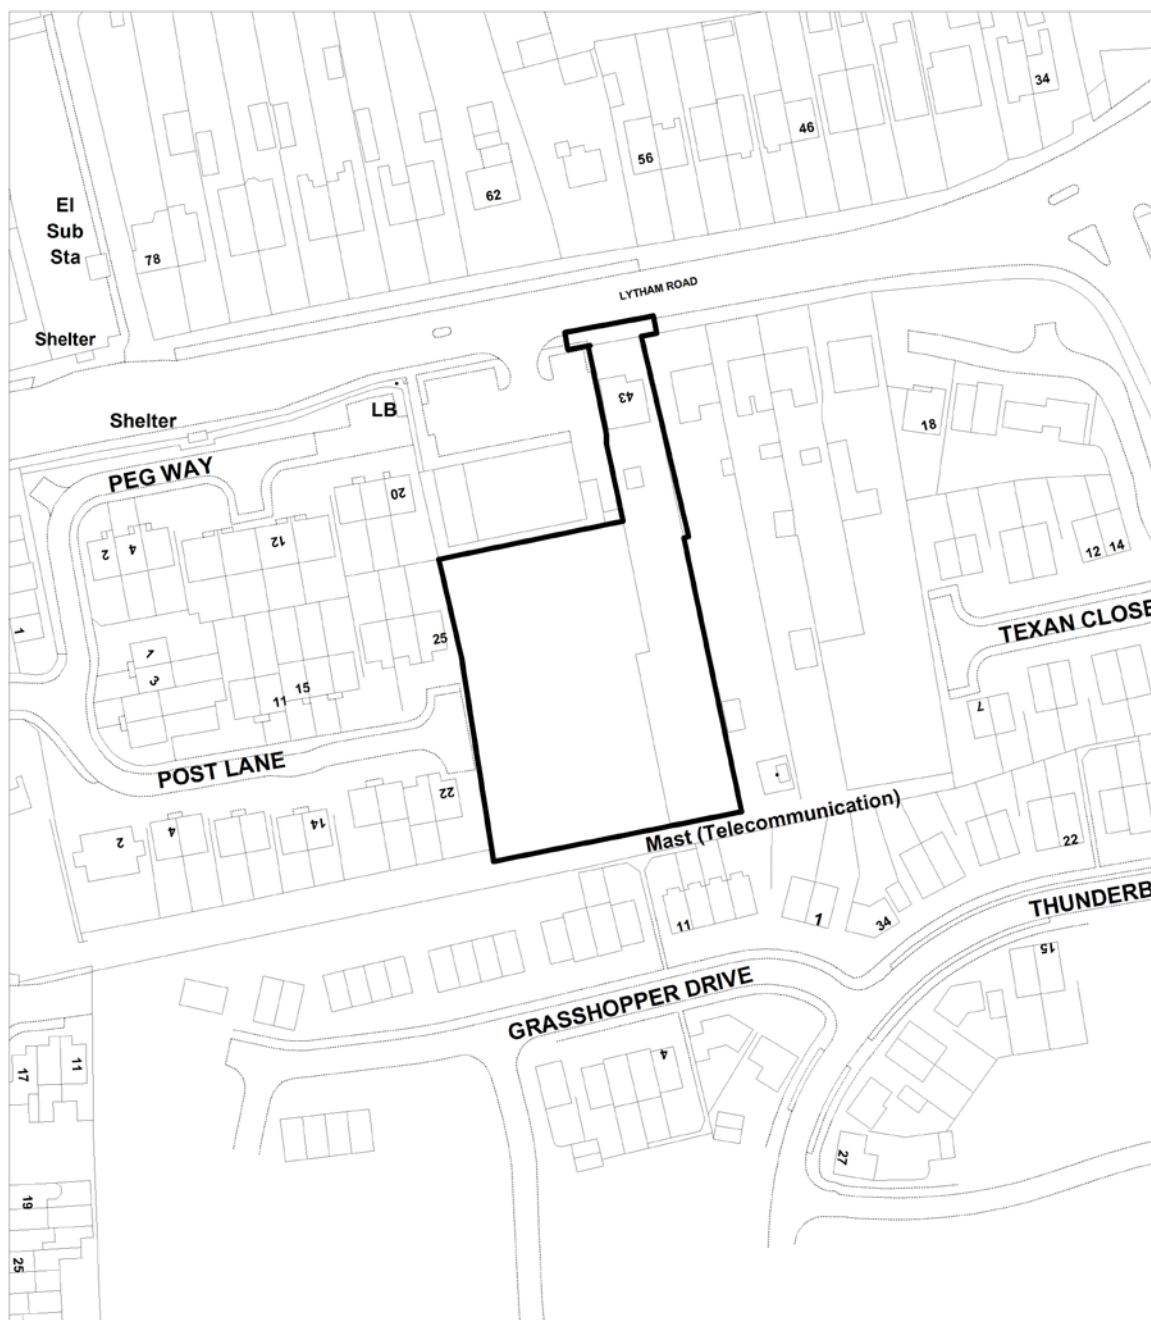 34
46
56
62
El
Sub
Sta
78
LYTHAM ROAD
Shelter
43
LB
Shelter
18
PEG WAY
20
12
2
4
12
14
TEXAN CLOSE
1
25
1
3
15
11
7
POST LANE
22
14
4
2
Mast (Telecommunication)
22
THUNDERB
1
34
11
15
GRASSHOPPER DRIVE
4
11
17
27
19
25